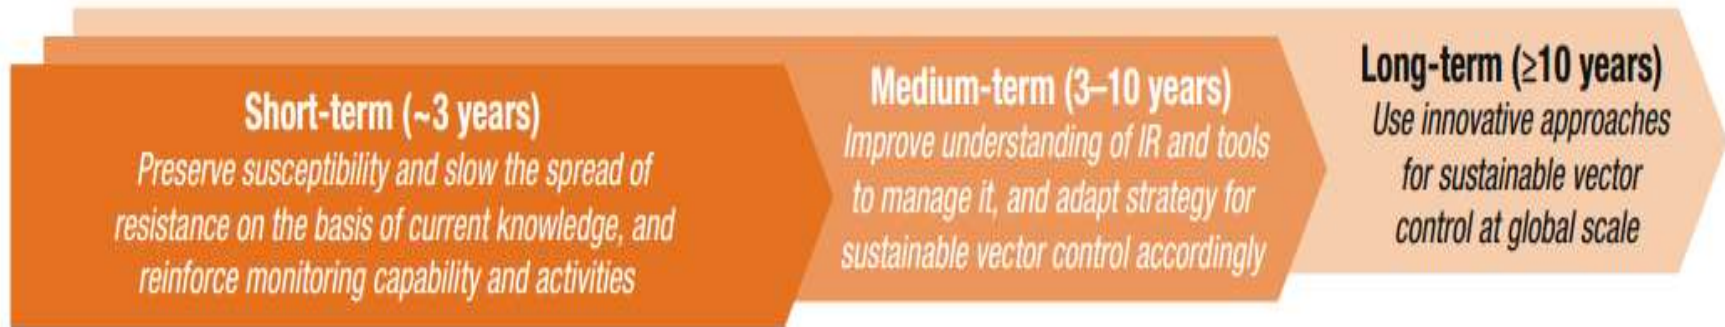 Short-term (~3 years)
Preserve susceptibility and slow the spread of
resistance on the basis of current knowledge, and
reinforce monitoring capability and activities
Medium-term (3–10 years)
Improve understanding of IR and tools
to manage it, and adapt strategy for
sustainable vector control accordingly
Long-term (≥10 years)
Use innovative approaches
for sustainable vector
control at global scale